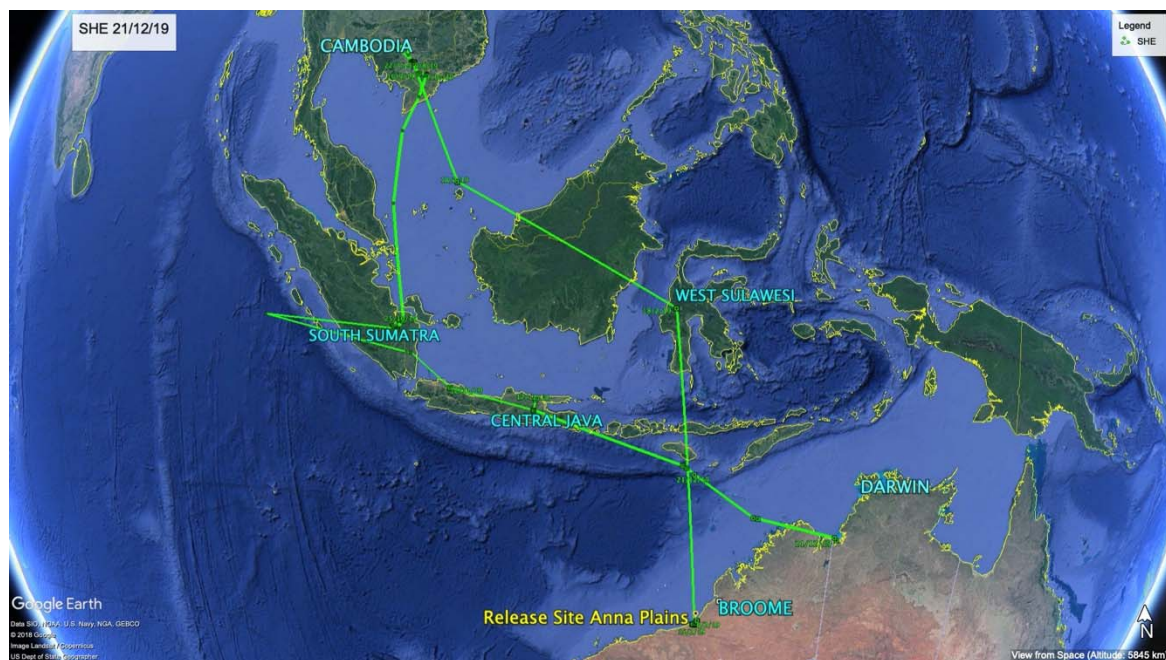 SHE 21/12/19
Legend
SHE
CAMBODIA
WEST SULAWESI
SOUTH SUMATRA
CENTRAL JAVA
DARWIN
BROOME
Release Site Anna Plains
Google Earth
Data SIO, NOAA, U.S. Navy, NGA, GEBCO
© 2018 Google
Image Landsat / Copernicus
US Dept of State Geographer
N
View from Space (Altitude: 5845 km)